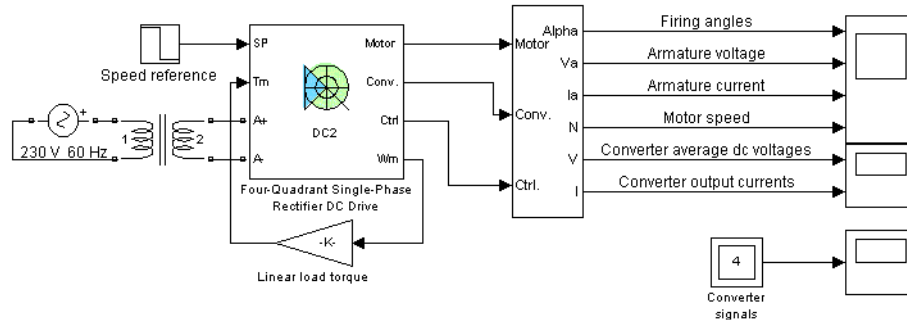 Speed reference
230 V 60 Hz
+
1
2
SP
Tm
A+
A-
Motor
Conv.
Ctrl
Wm
DC2
Four-Quadrant Single-Phase
Rectifier DC Drive
-K-
Linear load torque
Motor
Conv.
Ctrl.
Alpha
Va
Ia
N
V
I
Firing angles
Armature voltage
Armature current
Motor speed
Converter average dc voltages
Converter output currents
4
Converter
signals